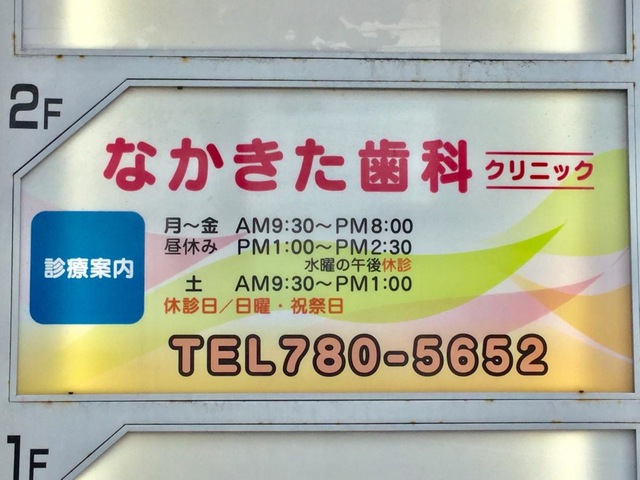 2F
なかきた歯科クリニック
診療案内
月〜金 AM9:30〜PM8:00
昼休み PM1:00〜PM2:30
水曜の午後休診
土 AM9:30〜PM1:00
休診日/日曜・祝祭日
TEL780-5652
1F